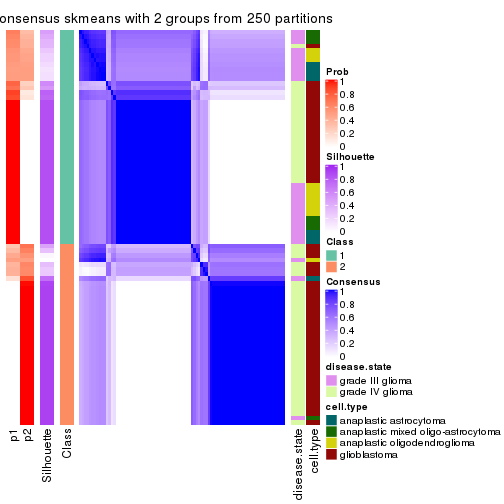 onsensus skmeans with 2 groups from 250 partitions
Prob
1
0.8
0.6
0.4
0.2
0
Silhouette
1
0.8
0.6
0.4
0.2
0
Class
1
2
Consensus
1
0.8
0.6
0.4
0.2
0
disease.state
grade III glioma
grade IV glioma
cell.type
anaplastic astrocytoma
anaplastic mixed oligo-astrocytoma
anaplastic oligodendroglioma
glioblastoma
p1
p2
Silhouette
Class
disease.state
cell.type